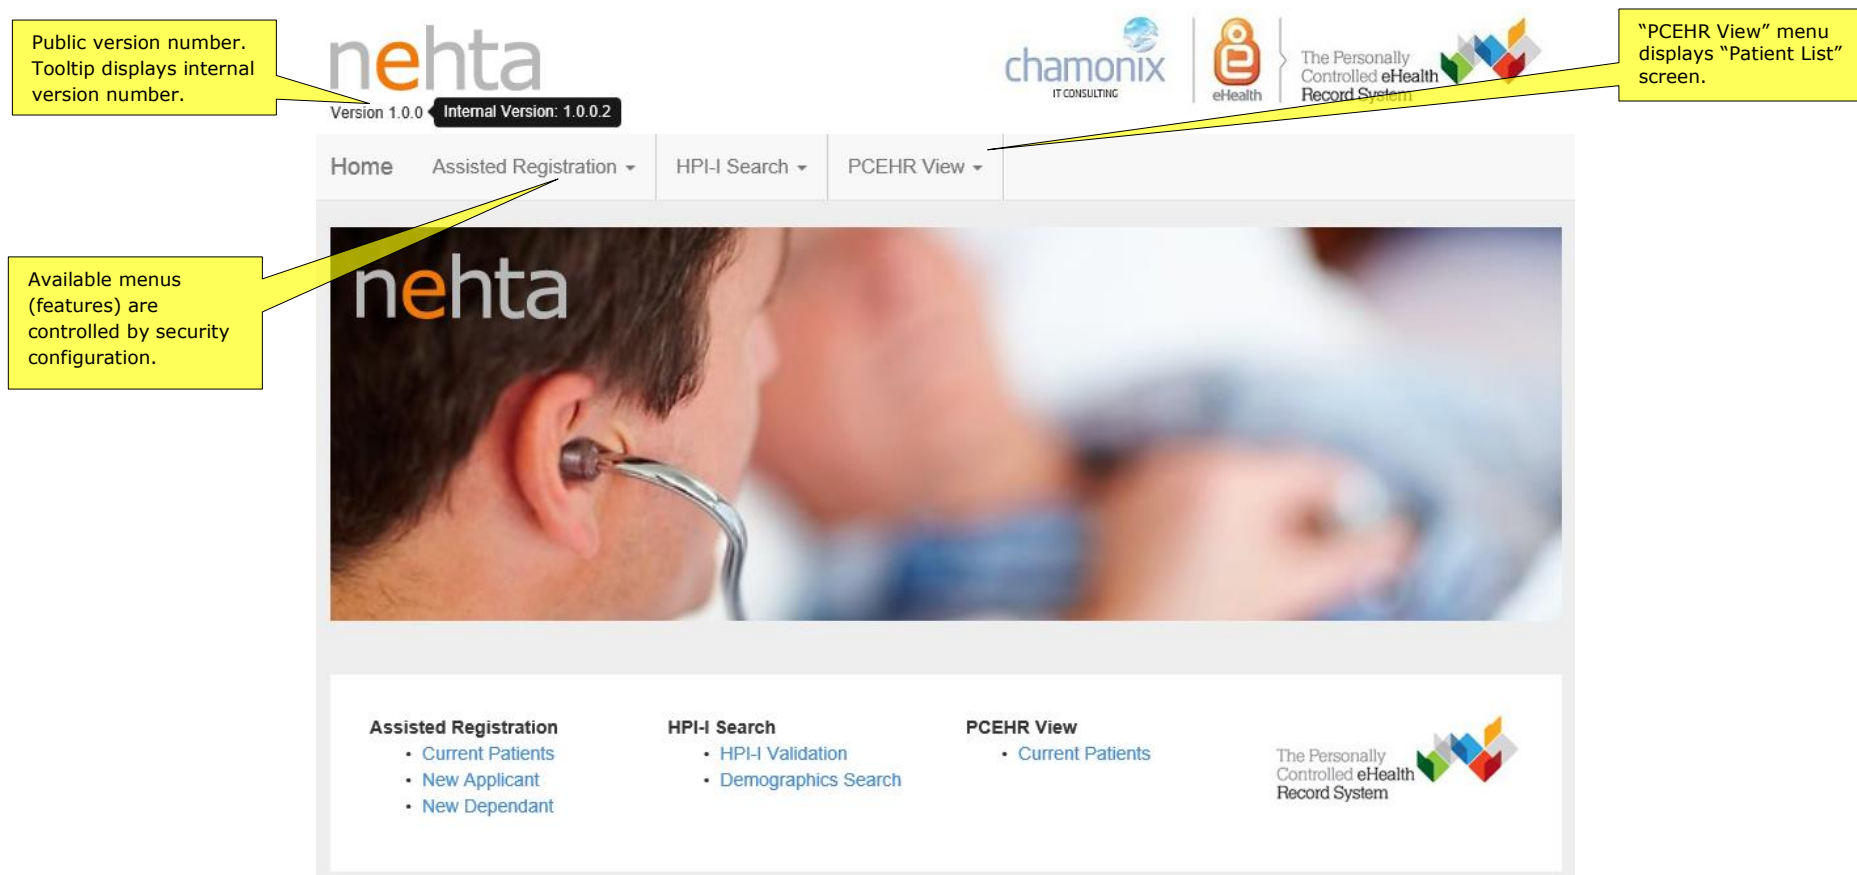 Public version number.
Tooltip displays internal
version number.
nehta
Version 1.0.0
Internal Version: 1.0.0.2
chamonix
IT CONSULTING
e
eHealth
The Personally
Controlled eHealth
Record System
“PCEHR View” menu
displays “Patient List”
screen.
Home
Assisted Registration
HPI-I Search
PCEHR View
Available menus
(features) are
controlled by security
configuration.
nehta
Assisted Registration
• Current Patients
• New Applicant
• New Dependant
HPI-I Search
• HPI-I Validation
• Demographics Search
PCEHR View
• Current Patients
The Personally
Controlled eHealth
Record System